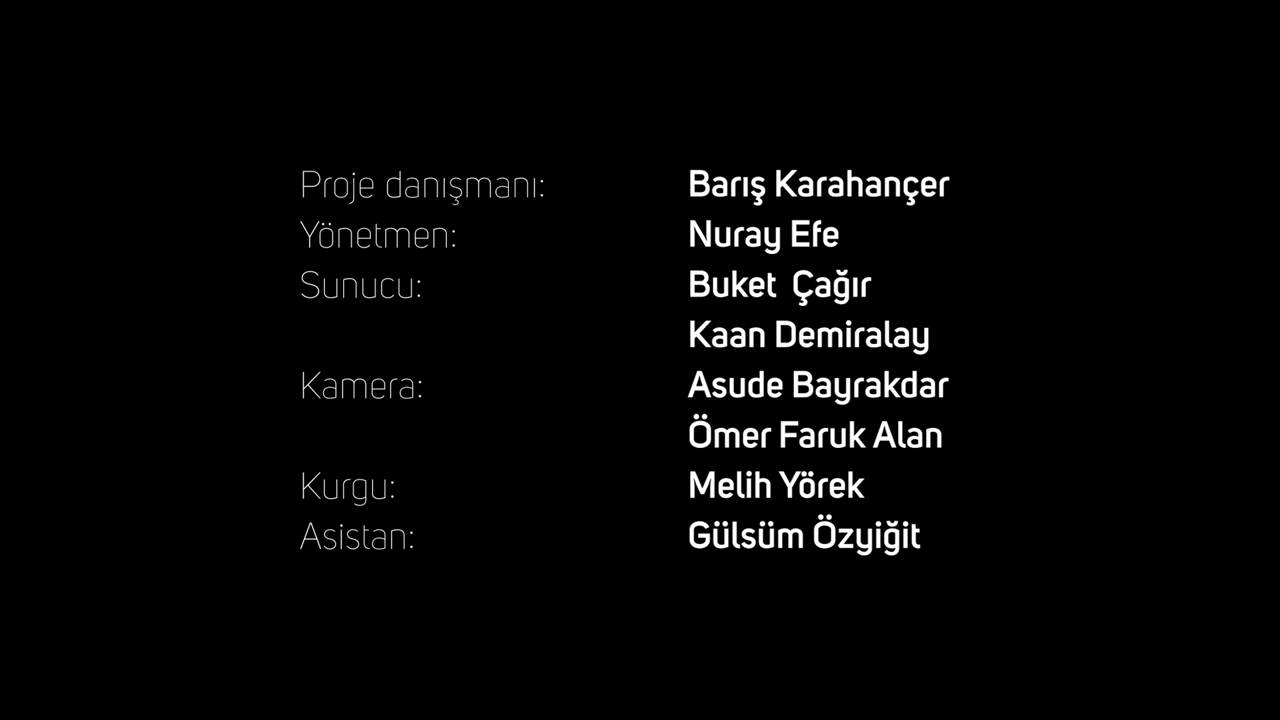 Proje danışmanı: Barış Karahançer
Yönetmen: Nuray Efe
Sunucu: Buket Çağır
Kaan Demiralay
Kamera: Asude Bayrakdar
Ömer Faruk Alan
Kurgu: Melih Yörek
Asistan: Gülsüm Özyiğit